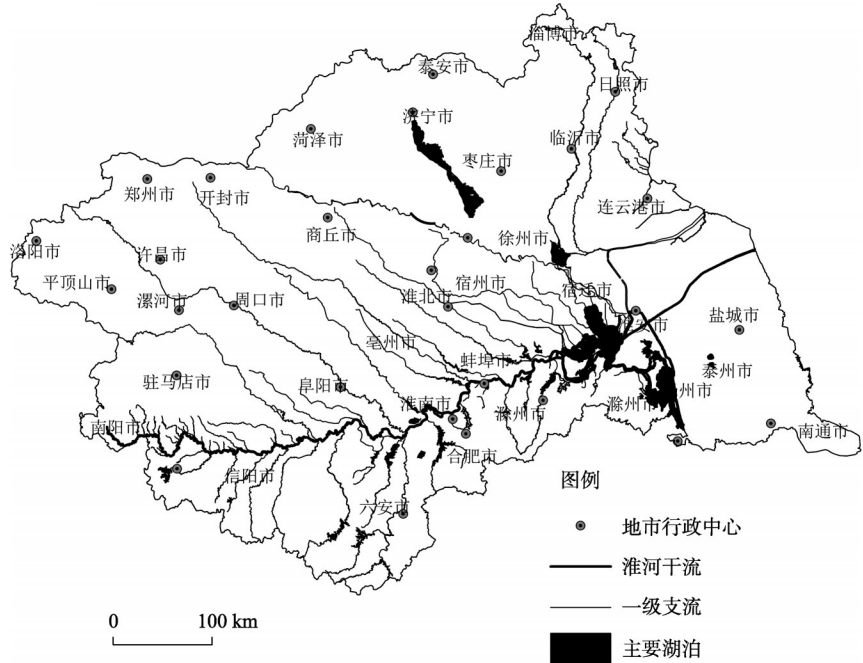 淄博市
泰安市
日照市
济宁市
菏泽市
临沂市
枣庄市
郑州市
开封市
连云港市
商丘市
徐州市
洛阳市
许昌市
宿州市
宿迁市
平顶山市
漯河市
周口市
淮北市
盐城市
亳州市
蚌埠市
泰州市
驻马店市
阜阳市
淮南市
滁州市
滁州市
州市
南阳市
南通市
信阳市
合肥市
六安市
图例
地市行政中心
淮河干流
一级支流
主要湖泊
0 100 km